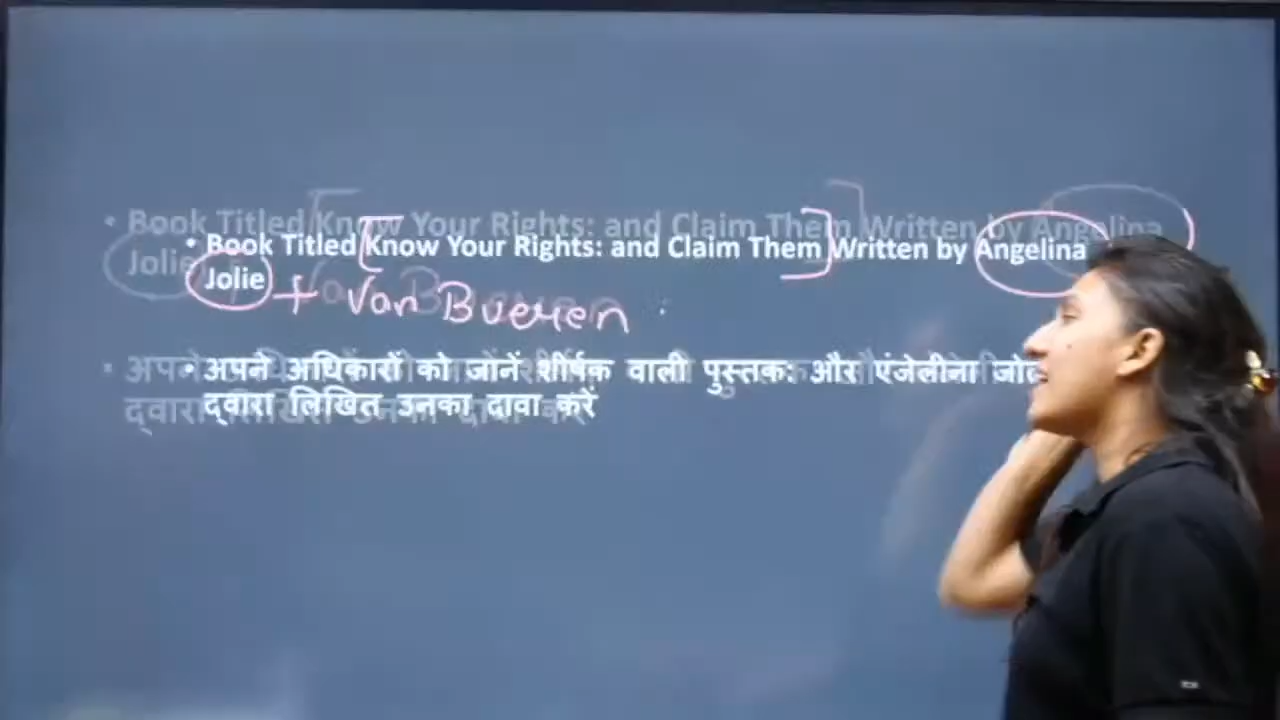 • Book Titled [Know Your Rights: and Claim Them] Written by Angelina
Jolie + Van Bueren
• अपने अधिकारों को जोनें शीर्षक वाली पुस्तक: और एंजेलीना
द्वारा लिखित उनका दावा करें